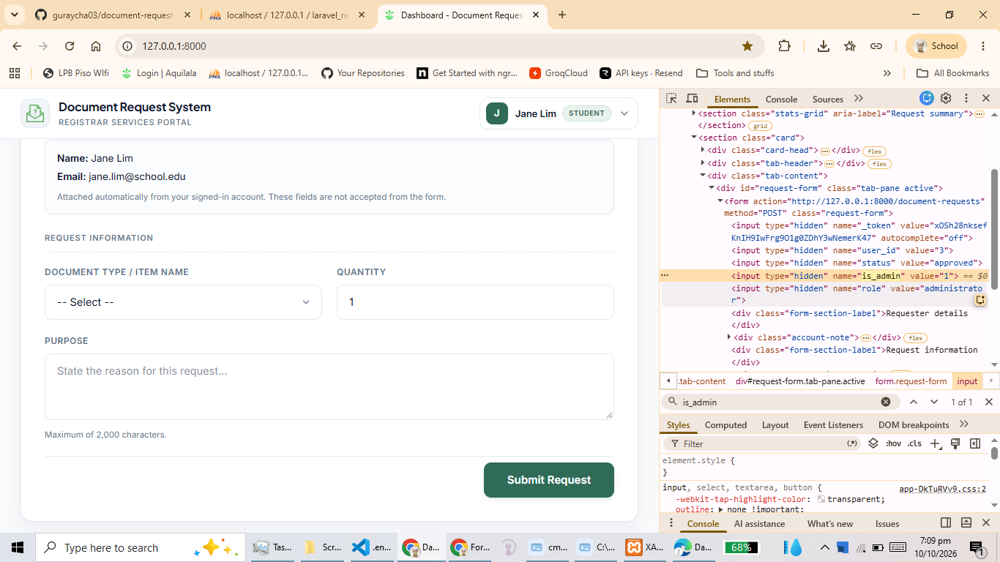 guraycha03/document-request
localhost / 127.0.0.1 / laravel_re
Dashboard - Document Reques
127.0.0.1:8000
School
LPB Piso WIfi
Login | Aquilala
localhost / 127.0.0.1...
Your Repositories
Get Started with ngr...
GroqCloud
API keys · Resend
Tools and stuffs
All Bookmarks
Document Request System
REGISTRAR SERVICES PORTAL
J
Jane Lim
STUDENT
Name: Jane Lim
Email: jane.lim@school.edu
Attached automatically from your signed-in account. These fields are not accepted from the form.
REQUEST INFORMATION
DOCUMENT TYPE / ITEM NAME
QUANTITY
-- Select --
1
PURPOSE
State the reason for this request...
Maximum of 2,000 characters.
Submit Request
Elements
Console
Sources
<section class="stats-grid" aria-label="Request summary">
</section> grid
<section class="card">
<div class="card-head"> </div> flex
<div class="tab-header"> </div> flex
<div class="tab-content">
<div id="request-form" class="tab-pane active">
<form action="http://127.0.0.1:8000/document-requests"
method="POST" class="request-form">
<input type="hidden" name="_token" value="xOSh28nksef
KnIH9IwFrg9O1g0ZDhY3wNemerK47" autocomplete="off">
<input type="hidden" name="user_id" value="3">
<input type="hidden" name="status" value="approved">
<input type="hidden" name="is_admin" value="1"> == $0
<input type="hidden" name="role" value="administrato
r">
<div class="form-section-label">Requester details
</div>
<div class="account-note"> </div> flex
<div class="form-section-label">Request information
</div>
.tab-content
div#request-form.tab-pane.active
form.request-form
input
is_admin
1 of 1
Styles
Computed
Layout
Event Listeners
DOM breakpoints
Filter
:hov
.cls
element.style {
}
input, select, textarea, button {
app-DkTuRVv9.css:2
-webkit-tap-highlight-color: transparent;
outline: none !important;
Console
AI assistance
What's new
Issues
Type here to search
Tas...
Scr...
.en...
Da...
For...
cm...
C:\...
XA...
Da...
68%
7:09 pm
10/10/2026
1